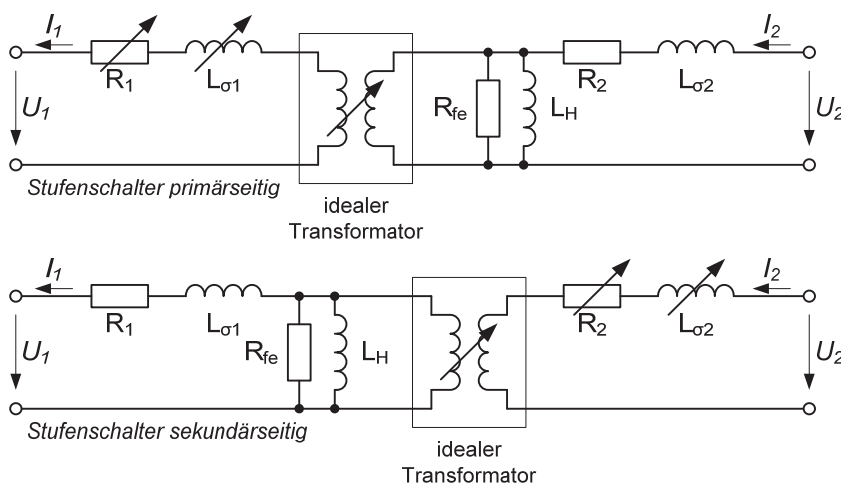 I1 I2
R1 Lσ1 R2 Lσ2
U1 Rfe LH U2
Stufenschalter primärseitig
idealer
Transformator
I1 I2
R1 Lσ1 R2 Lσ2
U1 Rfe LH U2
Stufenschalter sekundärseitig
idealer
Transformator